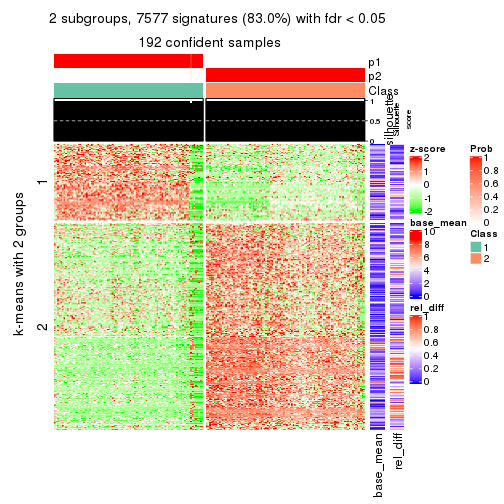 2 subgroups, 7577 signatures (83.0%) with fdr < 0.05
192 confident samples
p1
p2
Class
1
0.5
0
silhouette
Silhouette
score
k-means with 2 groups
1
2
base_mean
rel_diff
z-score
2
1
0
-1
-2
base_mean
10
8
6
4
2
0
rel_diff
1
0.8
0.6
0.4
0.2
0
Prob
1
0.8
0.6
0.4
0.2
0
Class
1
2